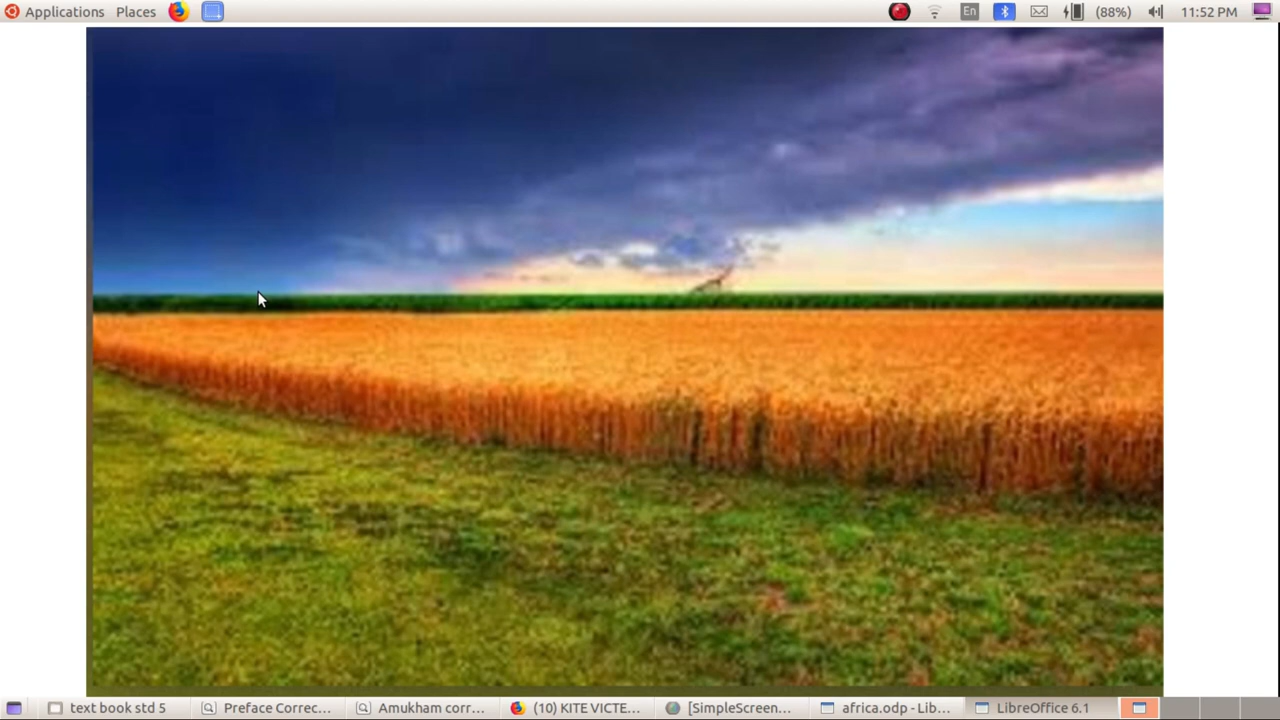 Applications Places En (88%) 11:52 PM
text book std 5 Preface Correc... Amukham corr... (10) KITE VICTE... [SimpleScreen... africa.odp - Lib... LibreOffice 6.1